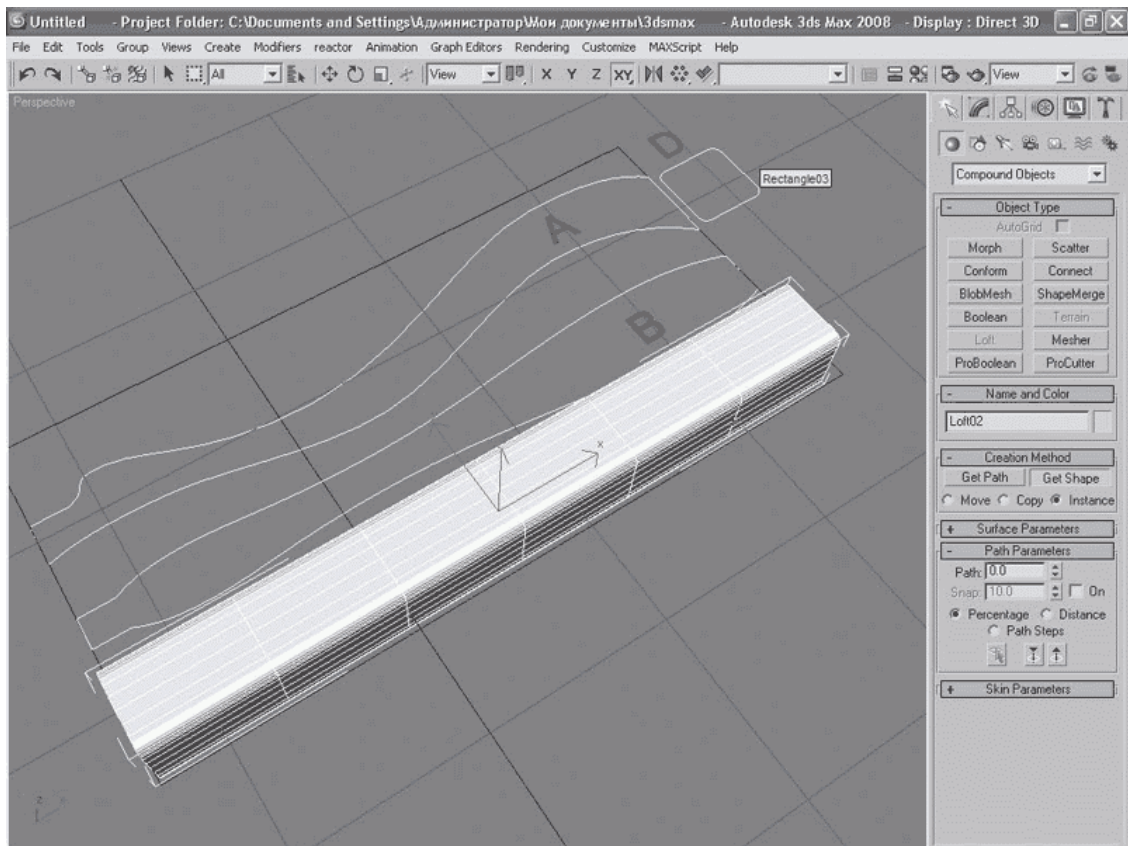 Untitled - Project Folder: C:\Documents and Settings\Администратор\Мои документы\3dsmax - Autodesk 3ds Max 2008 - Display : Direct 3D
File Edit Tools Group Views Create Modifiers reactor Animation Graph Editors Rendering Customize MAXScript Help
All View X Y Z XY View
Perspective
D
Rectangle03
A
B
x
z
Compound Objects
- Object Type
AutoGrid
Morph Scatter
Conform Connect
BlobMesh ShapeMerge
Boolean Terrain
Loft Mesher
ProBoolean ProCutter
- Name and Color
Loft02
- Creation Method
Get Path Get Shape
Move Copy Instance
+ Surface Parameters
- Path Parameters
Path: 0.0
Snap: 10.0 On
Percentage Distance
Path Steps
+ Skin Parameters